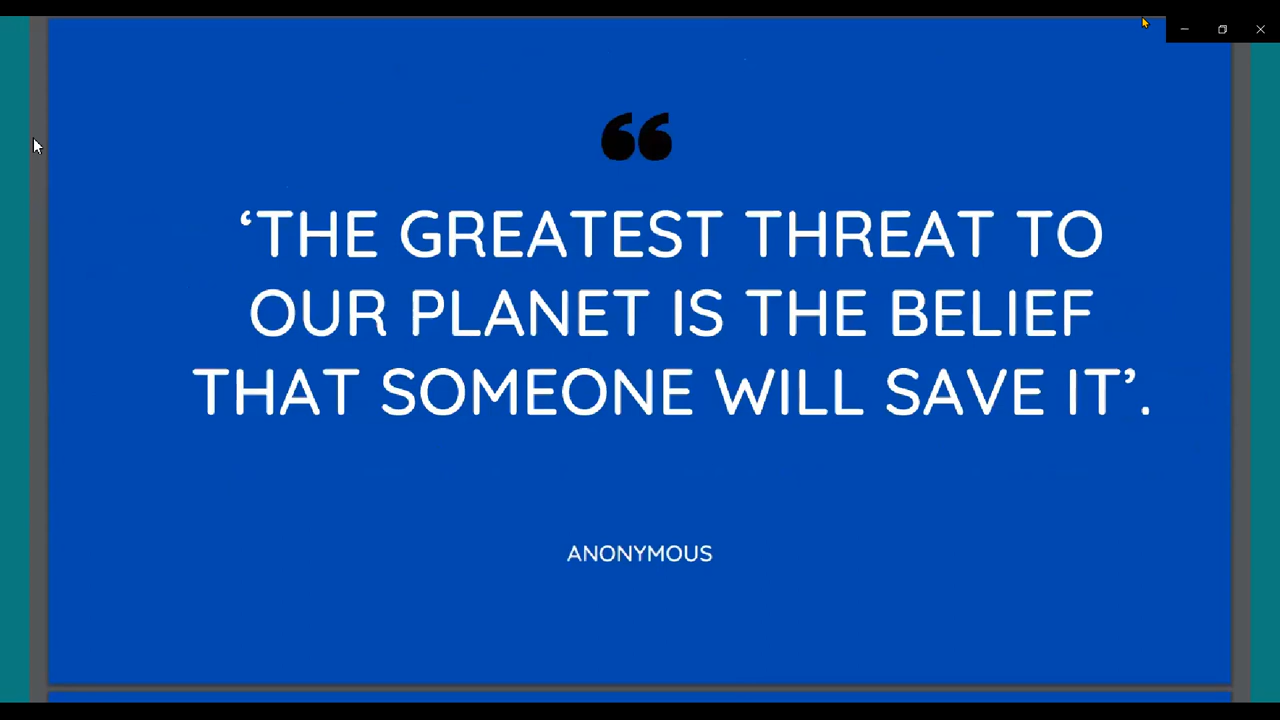 “
‘THE GREATEST THREAT TO
OUR PLANET IS THE BELIEF
THAT SOMEONE WILL SAVE IT’.
ANONYMOUS